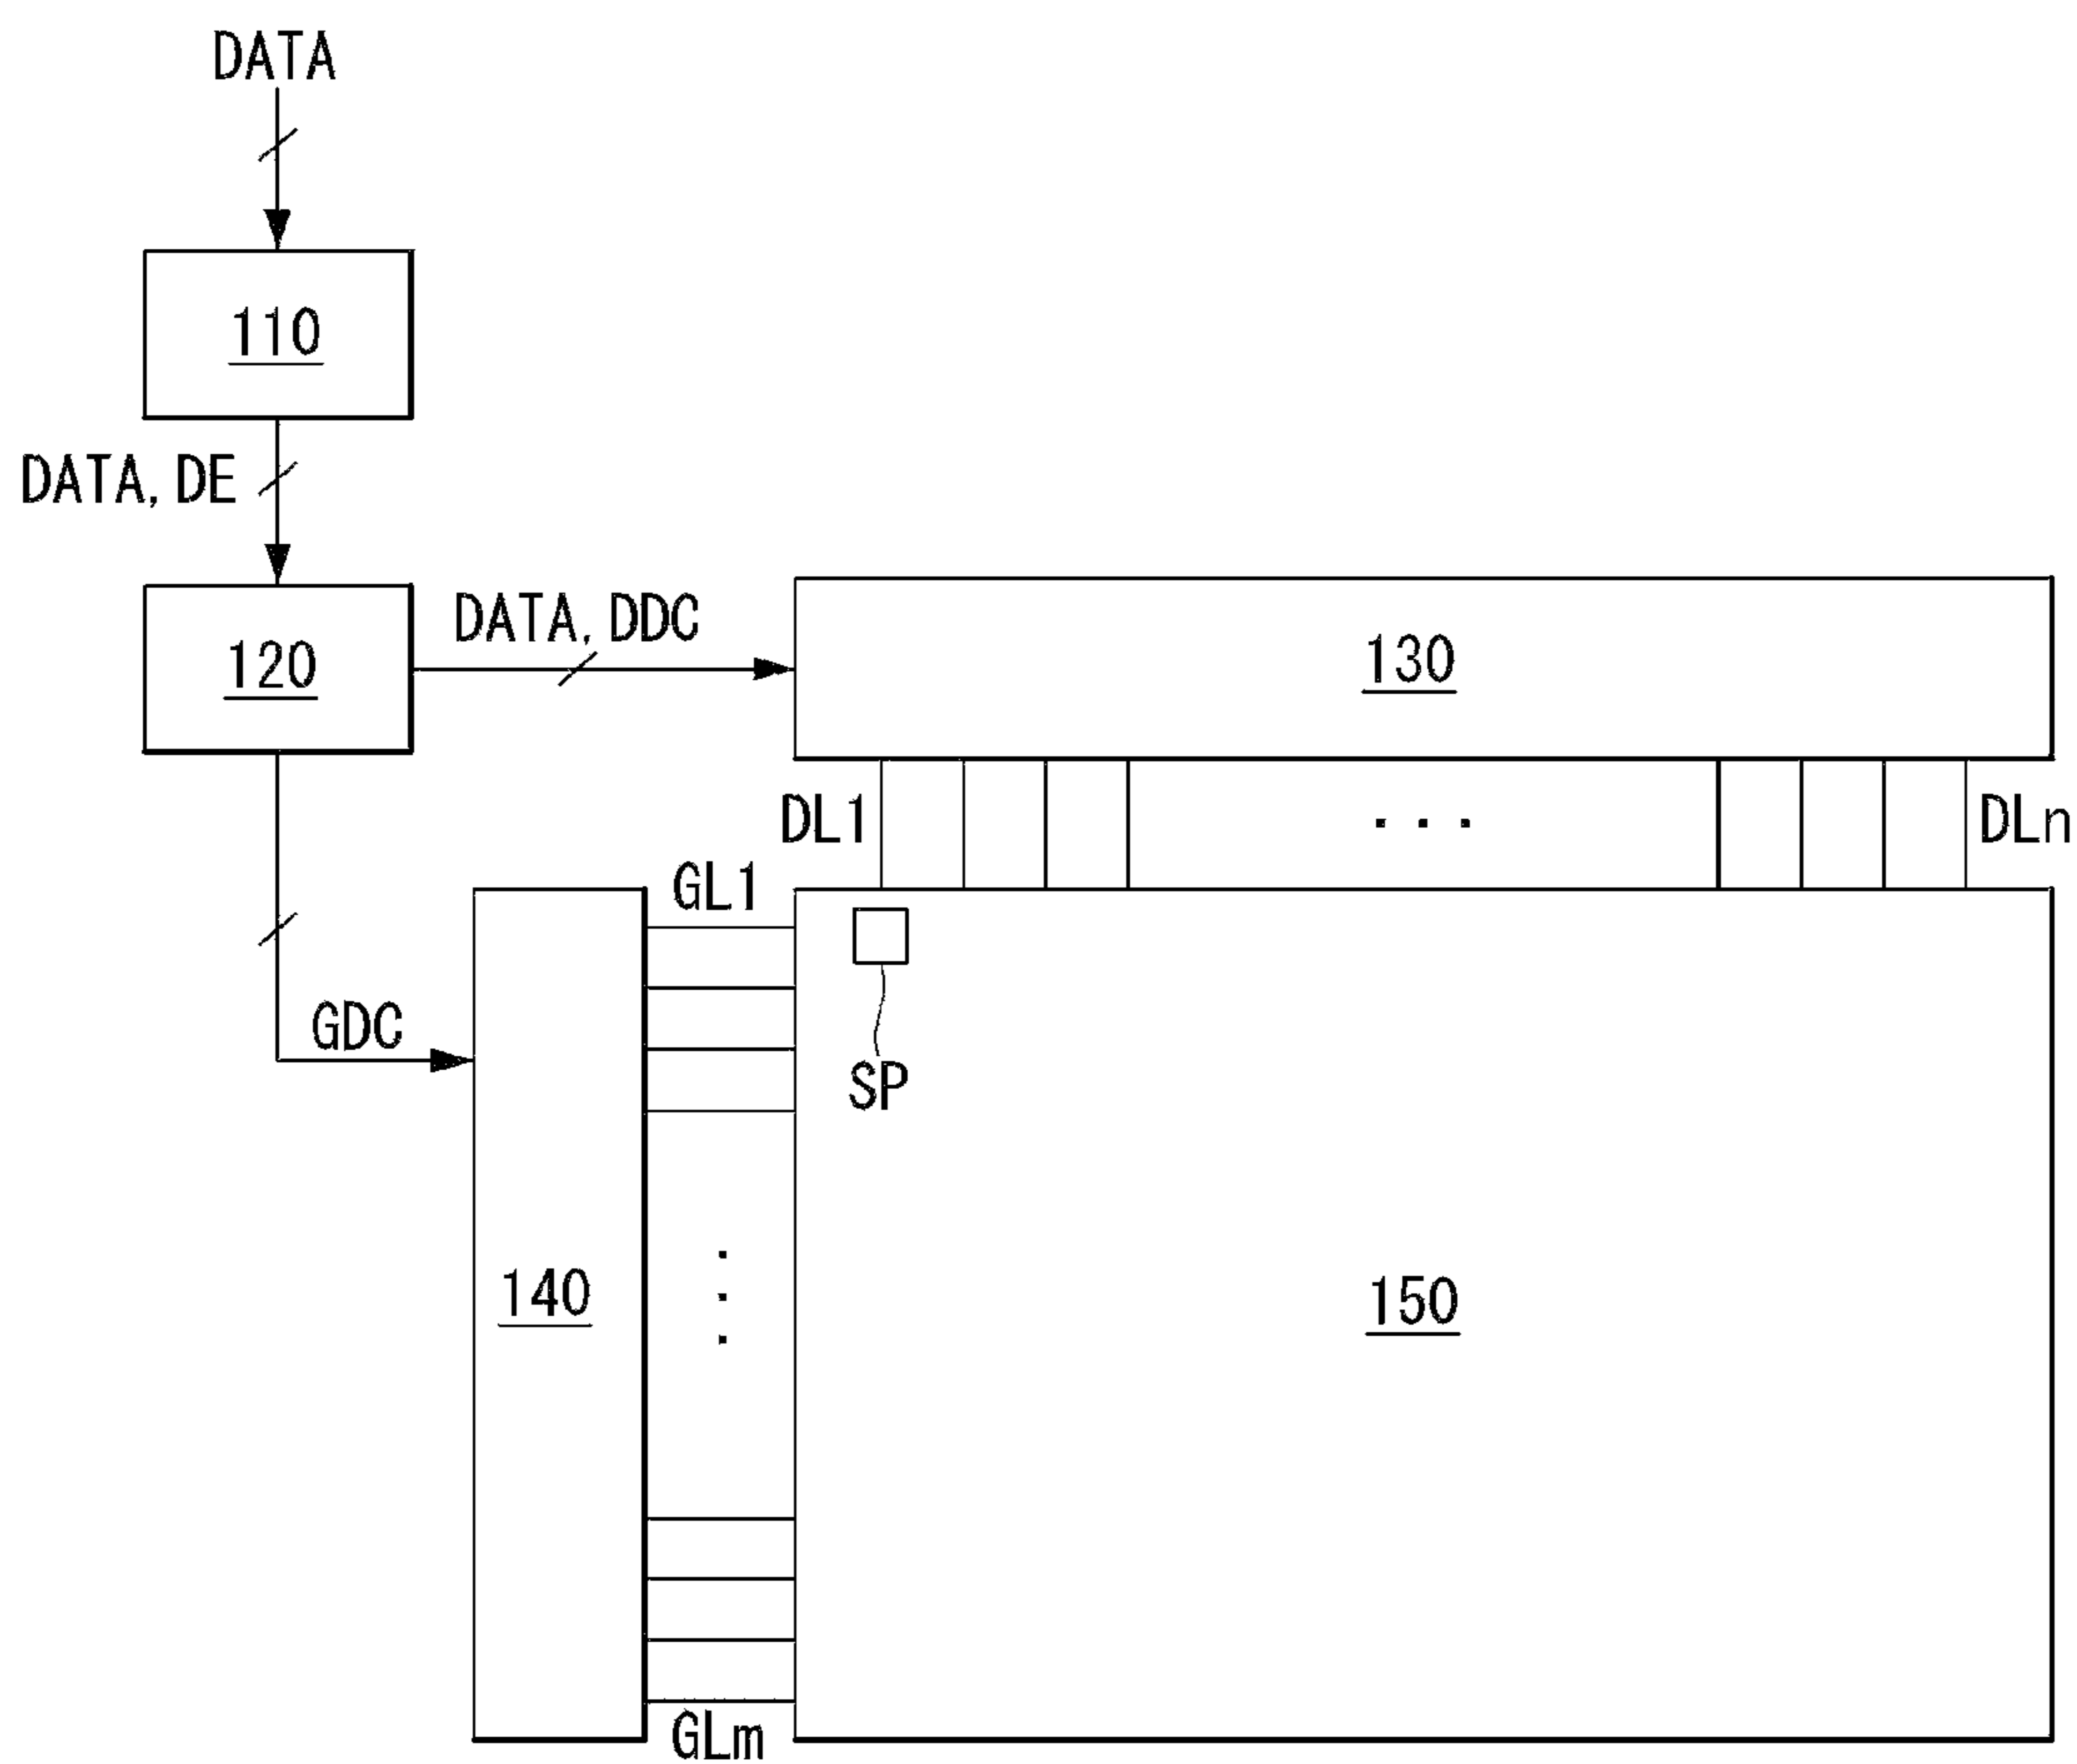 DATA
110
DATA, DE
120
DATA, DDC
130
DL1
. . .
DLn
GL1
SP
GDC
140
150
GLm